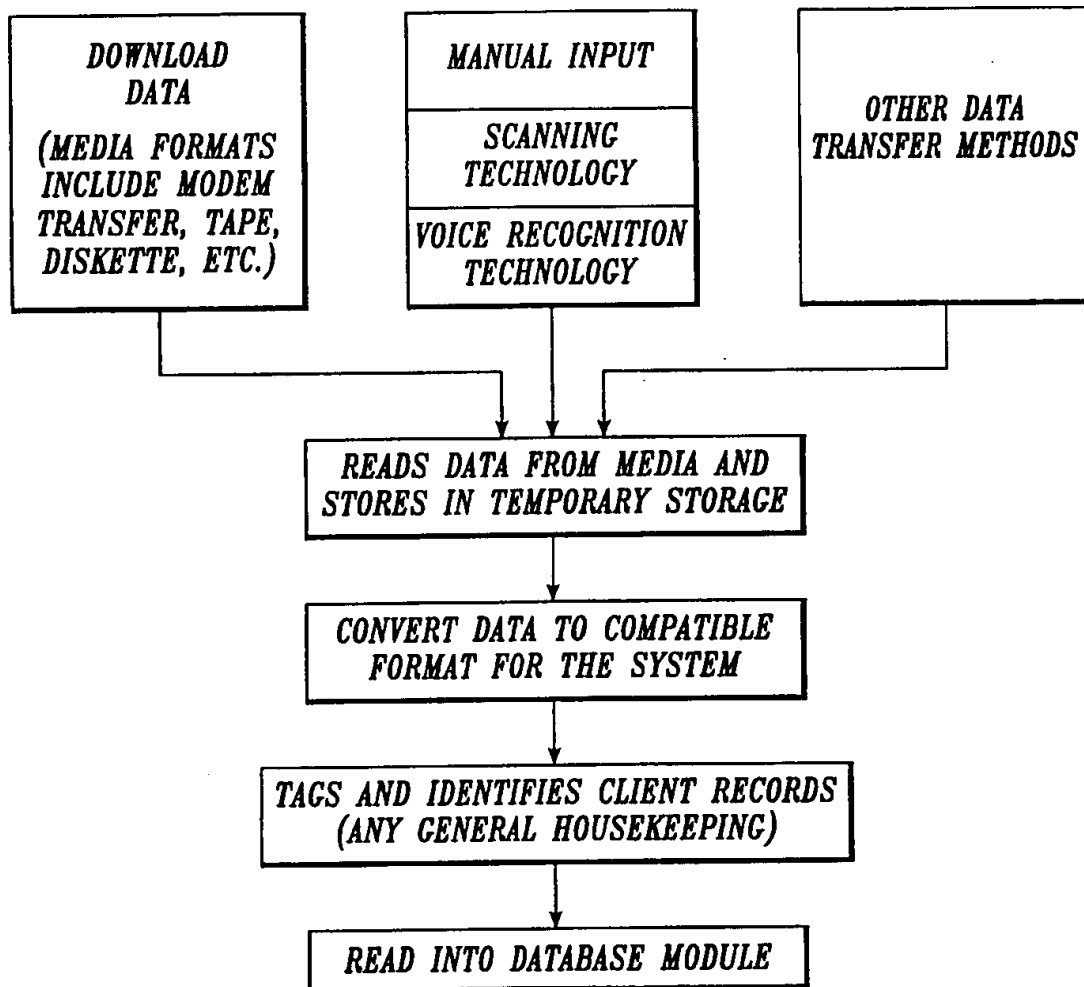 DOWNLOAD
DATA
(MEDIA FORMATS
INCLUDE MODEM
TRANSFER, TAPE,
DISKETTE, ETC.)
MANUAL INPUT
SCANNING
TECHNOLOGY
VOICE RECOGNITION
TECHNOLOGY
OTHER DATA
TRANSFER METHODS
READS DATA FROM MEDIA AND
STORES IN TEMPORARY STORAGE
CONVERT DATA TO COMPATIBLE
FORMAT FOR THE SYSTEM
TAGS AND IDENTIFIES CLIENT RECORDS
(ANY GENERAL HOUSEKEEPING)
READ INTO DATABASE MODULE